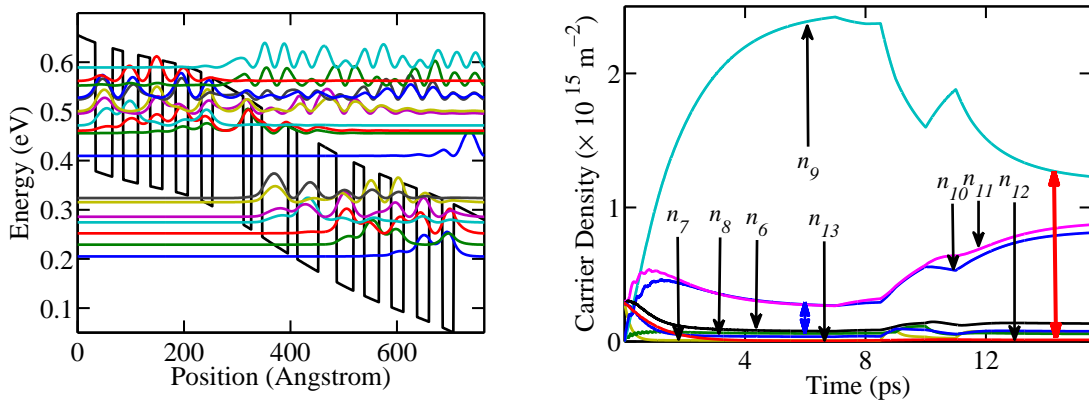 0.6
0.5
0.4
0.3
0.2
0.1
Energy (eV)
0 200 400 600
Position (Angstrom)
2
1
0
Carrier Density (× 10 15 m−2)
n9
n10 n11 n12
n7 n8 n6 n13
4 8 12
Time (ps)